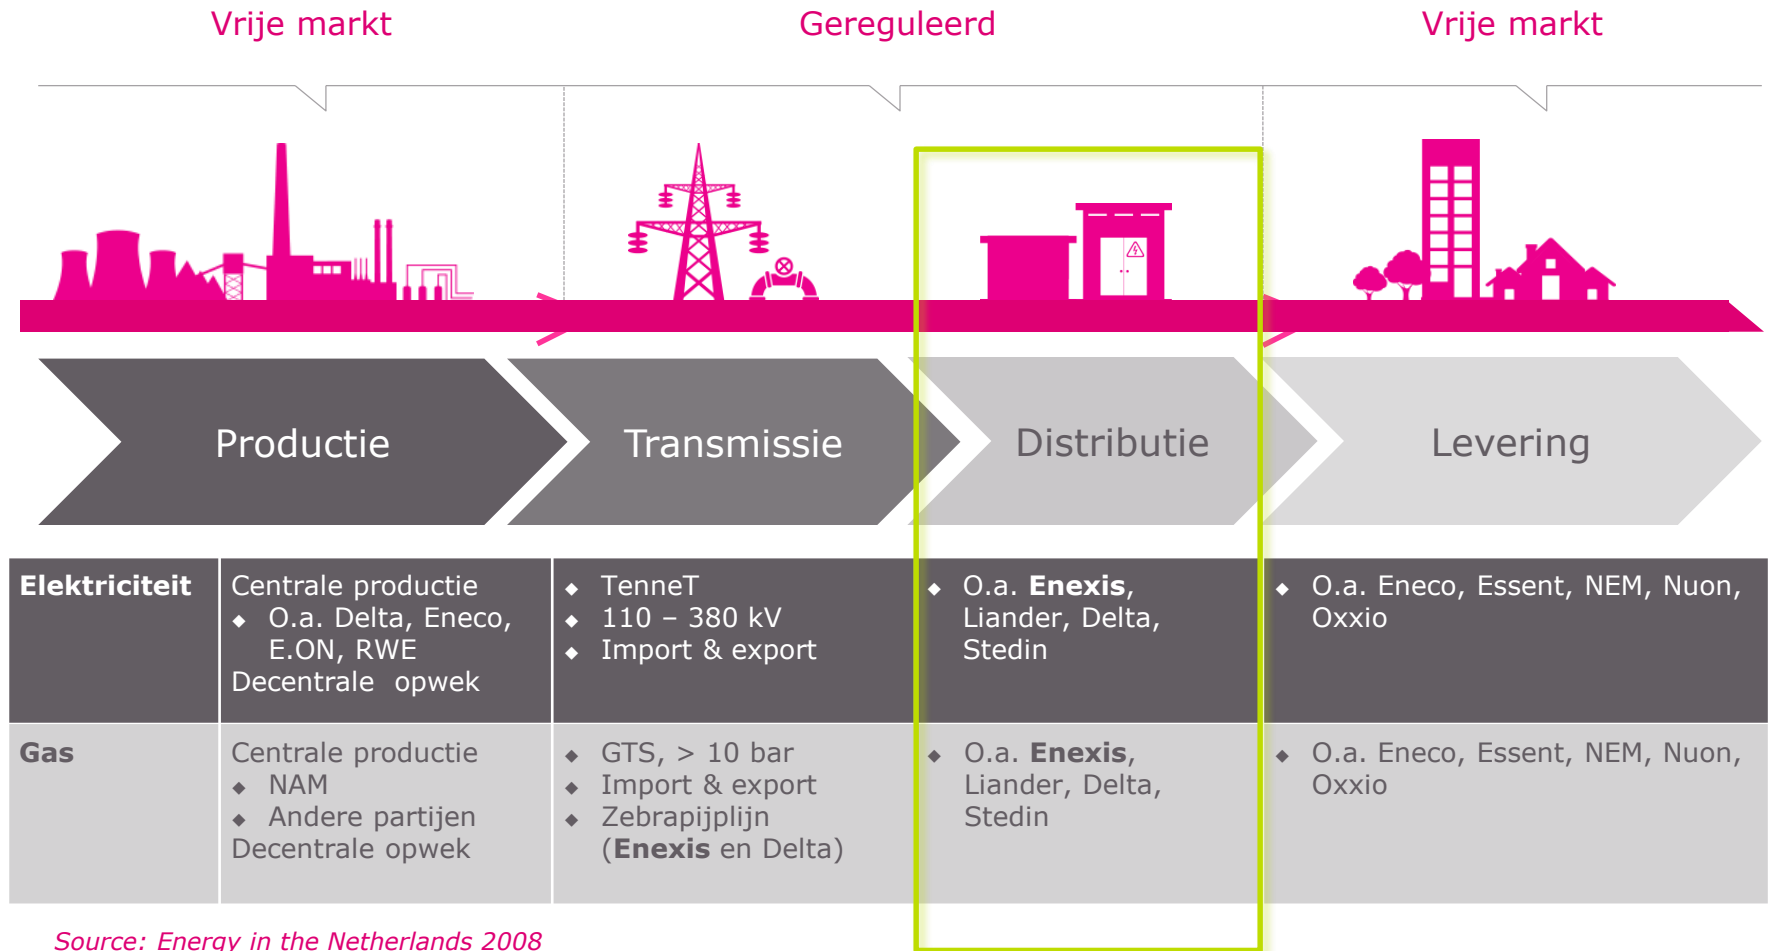 Vrije markt
Gereguleerd
Vrije markt
Productie
Transmissie
Distributie
Levering
Elektriciteit
Centrale productie
◆ O.a. Delta, Eneco,
E.ON, RWE
Decentrale opwek
◆ TenneT
◆ 110 – 380 kV
◆ Import & export
◆ O.a. Enexis,
Liander, Delta,
Stedin
◆ O.a. Eneco, Essent, NEM, Nuon,
Oxxio
Gas
Centrale productie
◆ NAM
◆ Andere partijen
Decentrale opwek
◆ GTS, > 10 bar
◆ Import & export
◆ Zebrapijplijn
(Enexis en Delta)
◆ O.a. Enexis,
Liander, Delta,
Stedin
◆ O.a. Eneco, Essent, NEM, Nuon,
Oxxio
Source: Energy in the Netherlands 2008